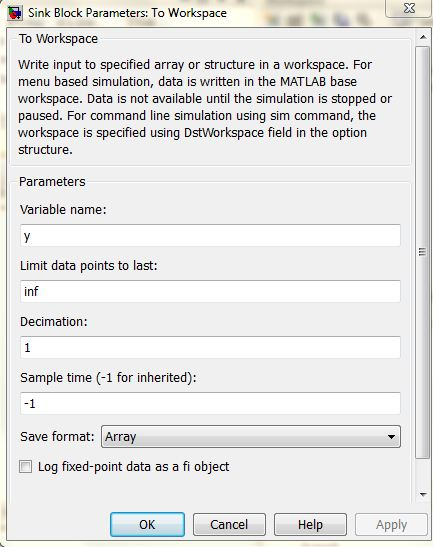 Sink Block Parameters: To Workspace
To Workspace
Write input to specified array or structure in a workspace. For
menu based simulation, data is written in the MATLAB base
workspace. Data is not available until the simulation is stopped or
paused. For command line simulation using sim command, the
workspace is specified using DstWorkspace field in the option
structure.
Parameters
Variable name:
y
Limit data points to last:
inf
Decimation:
1
Sample time (-1 for inherited):
-1
Save format: Array
Log fixed-point data as a fi object
OK Cancel Help Apply